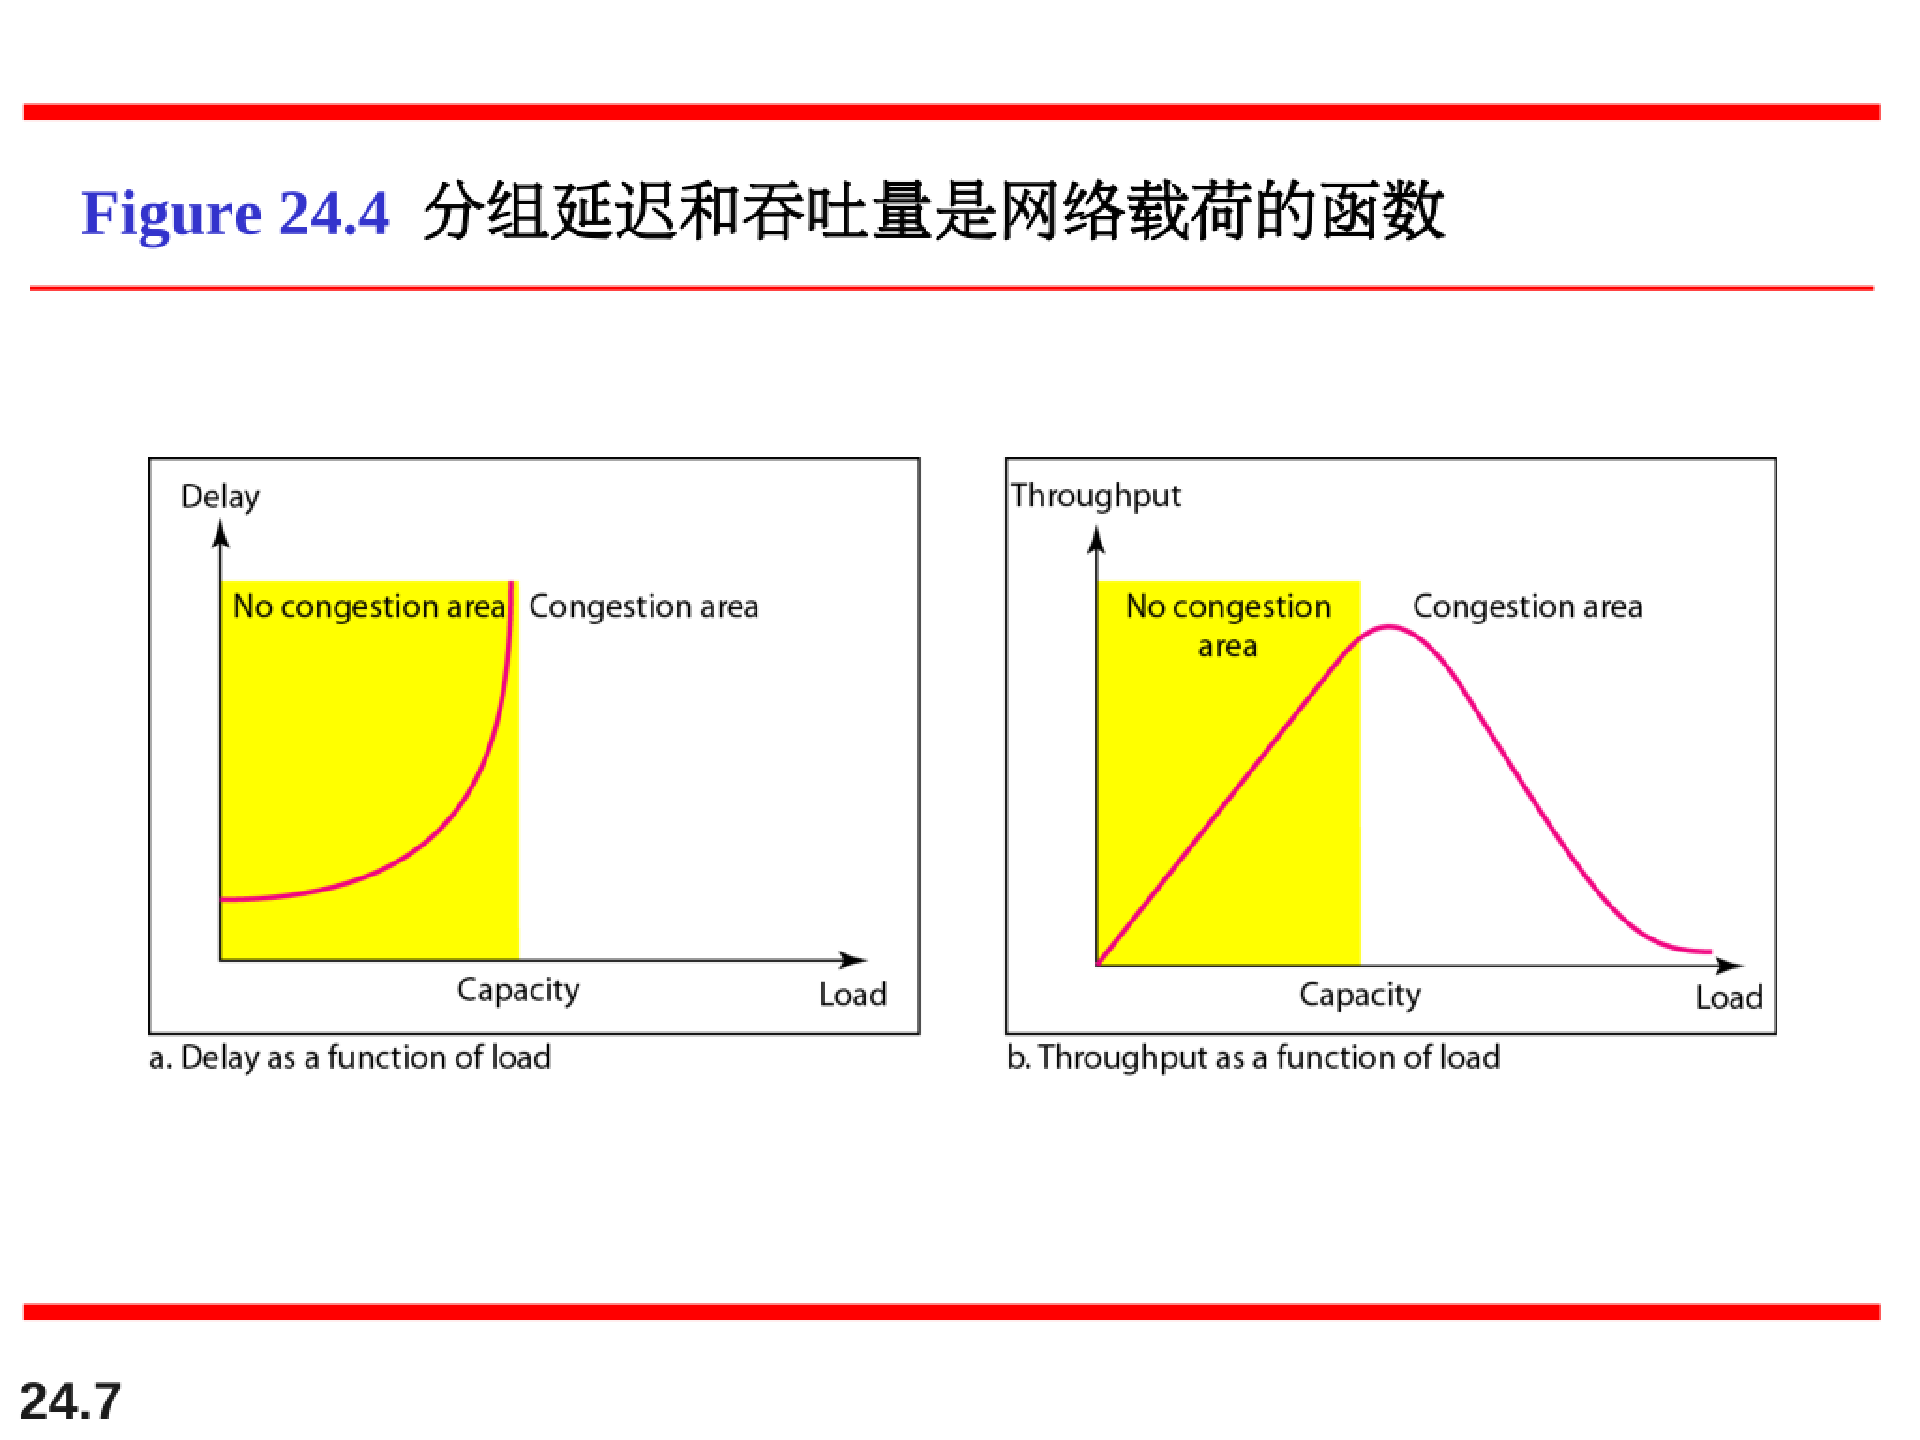 Figure 24.4 分组延迟和吞吐量是网络载荷的函数
Delay
No congestion area
Congestion area
Capacity
Load
a. Delay as a function of load
Throughput
No congestion
area
Congestion area
Capacity
Load
b. Throughput as a function of load
24.7